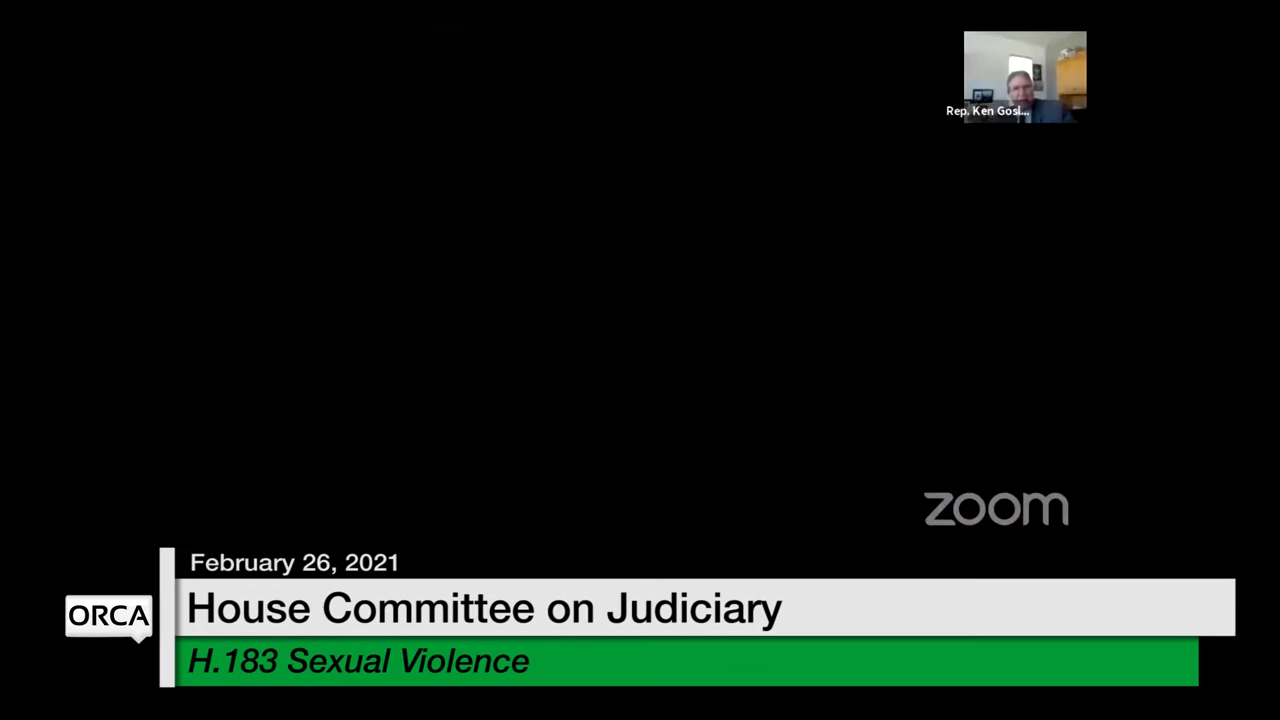 Rep. Ken Gosl...
zoom
February 26, 2021
House Committee on Judiciary
ORCA
H.183 Sexual Violence